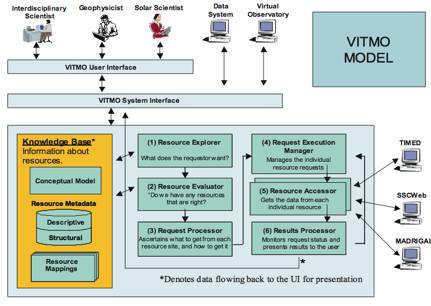 Interdisciplinary
Scientist
Geophysicist
Solar Scientist
Data
System
Virtual
Observatory
VITMO
MODEL
VITMO User Interface
VITMO System Interface
Knowledge Base*
Information about
resources.
Conceptual Model
Resource Metadata
Descriptive
Structural
Resource
Mappings
(1) Resource Explorer
What does the requestor want?
(2) Resource Evaluator
"Do we have any resources
that are right?
(3) Request Processor
Ascertains what to get from each
resource site, and how to get it
(4) Request Execution
Manager
Manages the individual
resource requests
(5) Resource Accessor
Gets the data from each
individual resource
(6) Results Processor
Monitors request status and
presents results to the user
*
TIMED
SSCWeb
MADRIGAL
*Denotes data flowing back to the UI for presentation